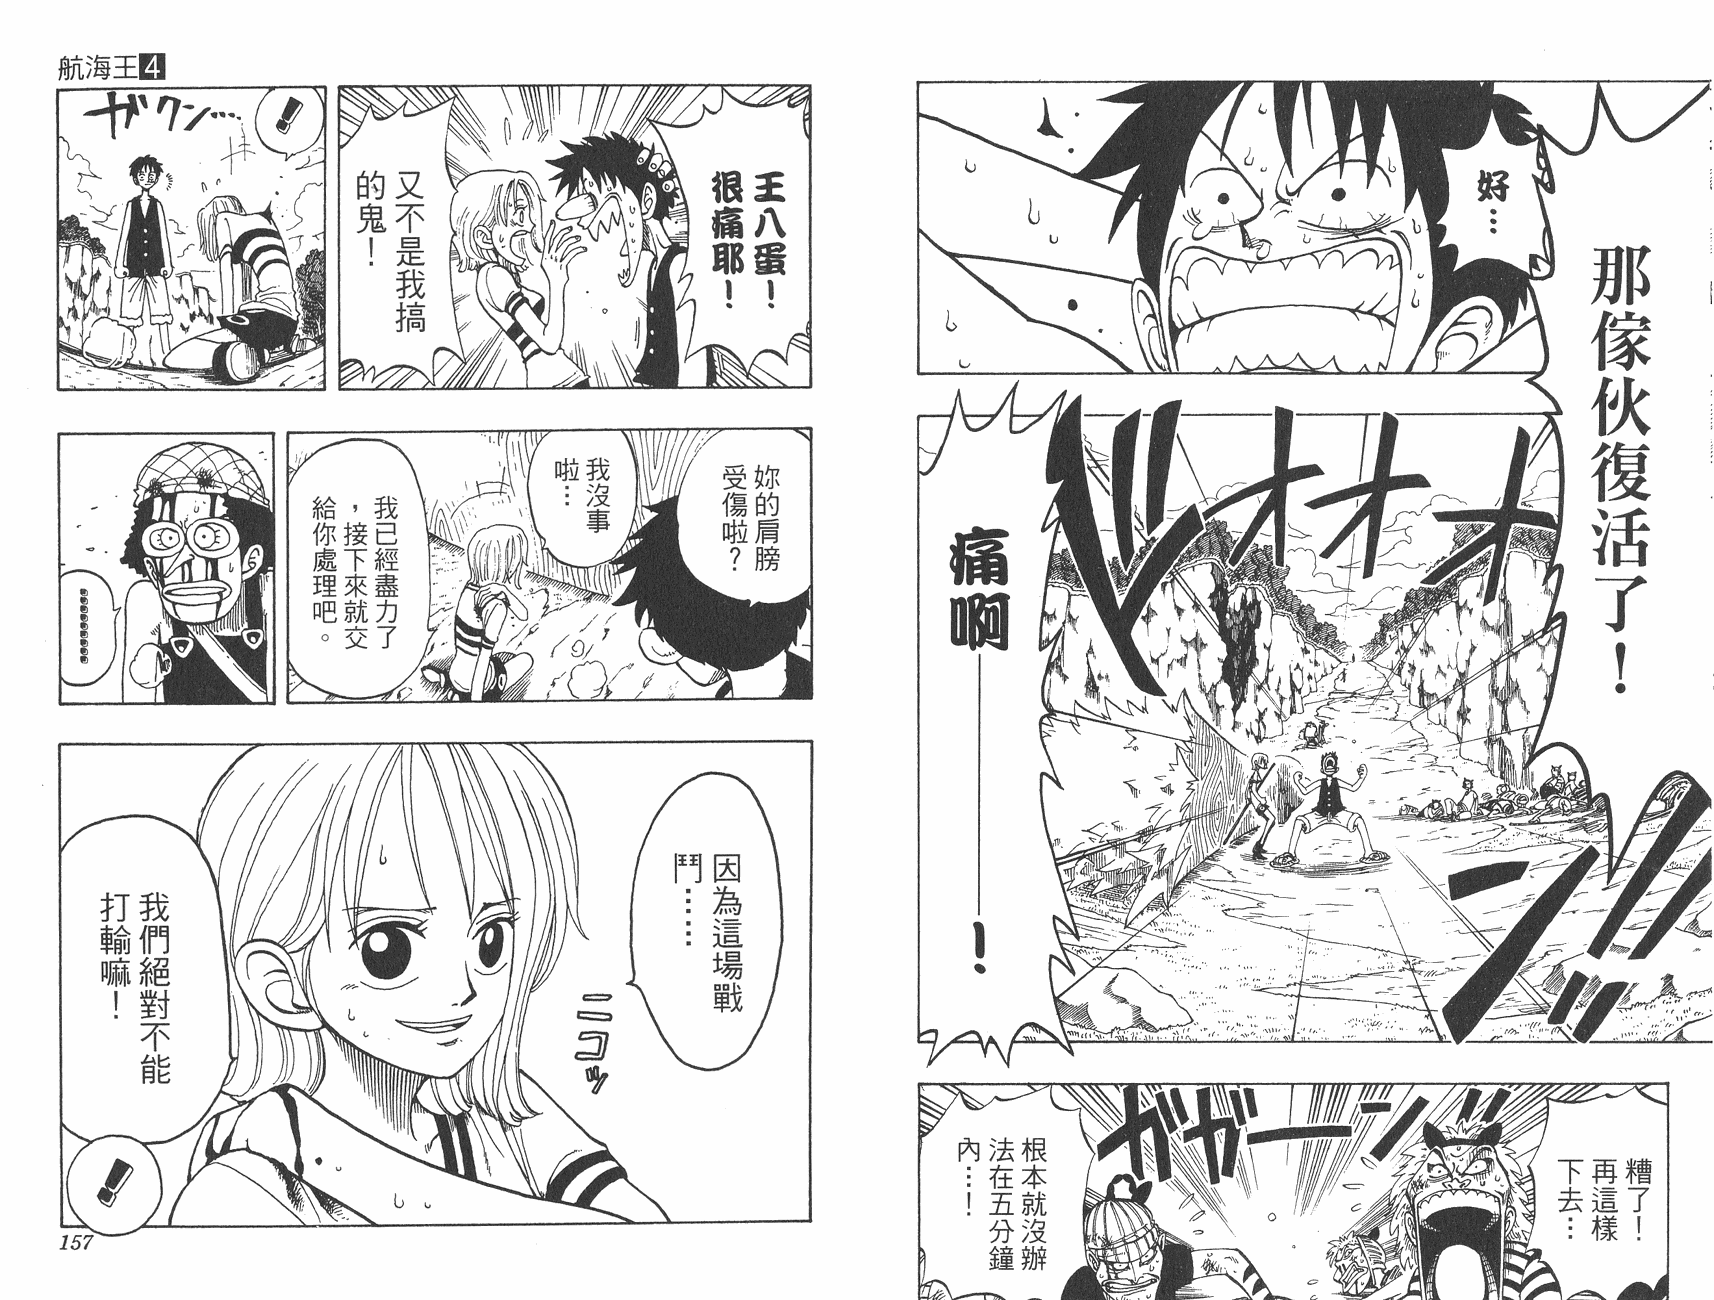 好…
那傢伙復活了！
ドオオオ
ンッ!!
痛啊──！
糟了！
再這樣
下去…
ガガーン!!
根本就沒辦
法在五分鐘
內…！
航海王4
王八蛋！
很痛耶！
又不是我搞
的鬼！
！
ガクン…
妳的肩膀
受傷啦？
我沒事
啦…
我已經盡力了
，接下來就交
給你處理吧。
…………
因為這場戰
鬥……
ニコッ
我們絕對不能
打輸嘛！
！
157